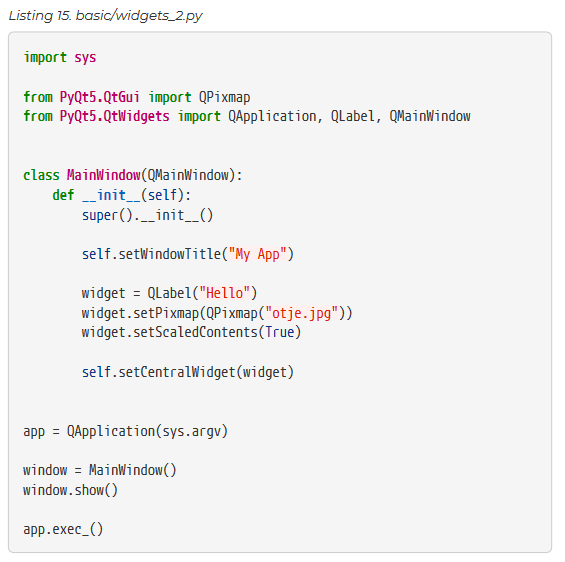 Listing 15. basic/widgets_2.py
import sys
from PyQt5.QtGui import QPixmap
from PyQt5.QtWidgets import QApplication, QLabel, QMainWindow
class MainWindow(QMainWindow):
    def __init__(self):
        super().__init__()
        self.setWindowTitle("My App")
        widget = QLabel("Hello")
        widget.setPixmap(QPixmap("otje.jpg"))
        widget.setScaledContents(True)
        self.setCentralWidget(widget)
app = QApplication(sys.argv)
window = MainWindow()
window.show()
app.exec_()